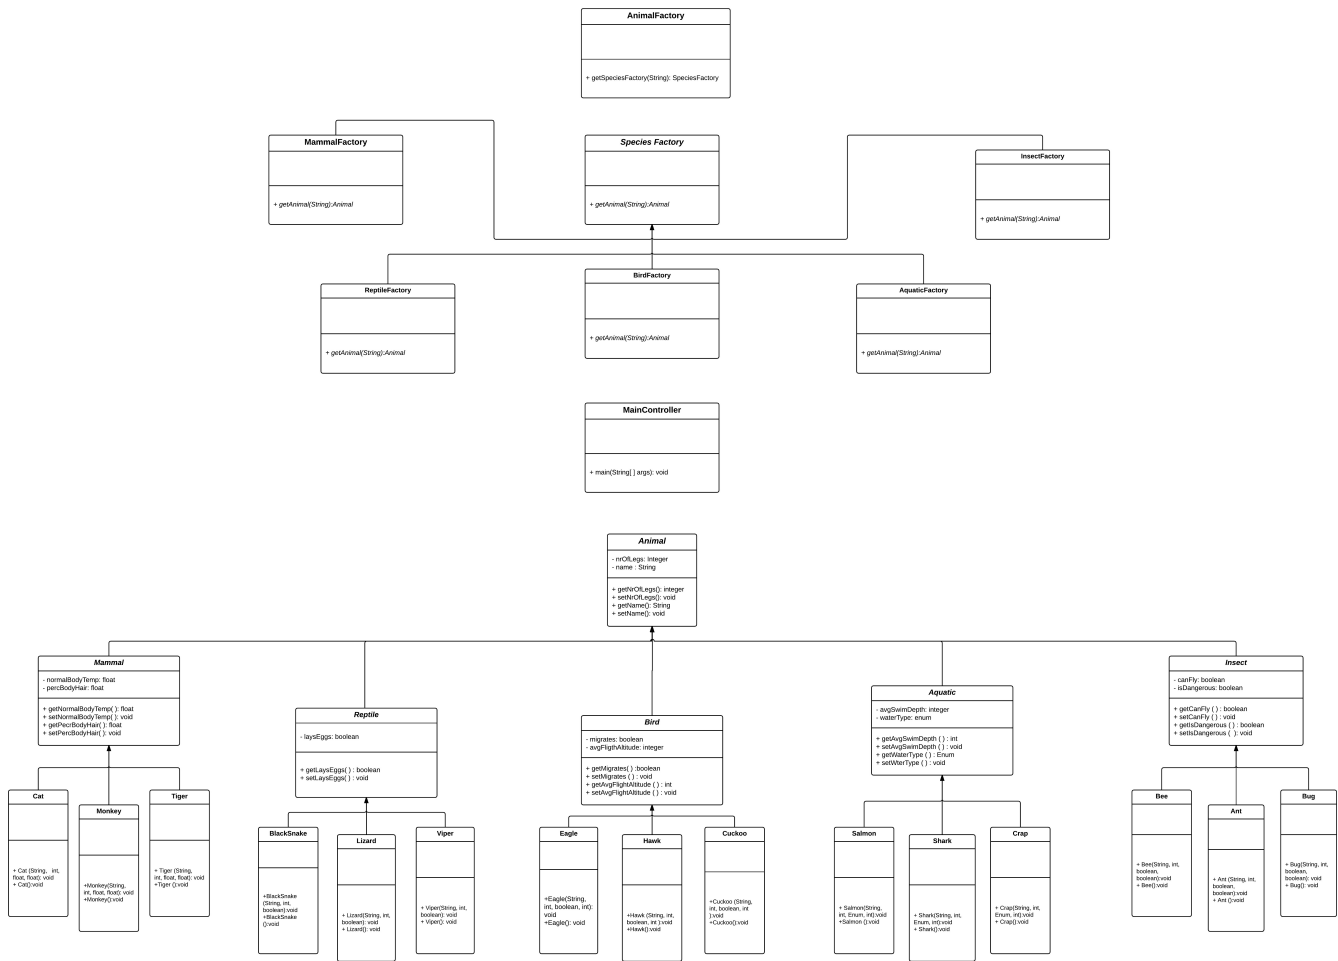 AnimalFactory
+ getSpeciesFactory(String): SpeciesFactory
MammalFactory
+ getAnimal(String):Animal
Species Factory
+ getAnimal(String):Animal
InsectFactory
+ getAnimal(String):Animal
ReptileFactory
+ getAnimal(String):Animal
BirdFactory
+ getAnimal(String):Animal
AquaticFactory
+ getAnimal(String):Animal
MainController
+ main(String[ ] args): void
Animal
- nrOfLegs: Integer
- name : String
+ getNrOfLegs(): integer
+ setNrOfLegs(): void
+ getName(): String
+ setName(): void
Mammal
- normalBodyTemp: float
- percBodyHair: float
+ getNormalBodyTemp( ): float
+ setNormalBodyTemp( ): void
+ getPecrBodyHair( ): float
+ setPercBodyHair( ): void
Reptile
- laysEggs: boolean
+ getLaysEggs( ) : boolean
+ setLaysEggs( ) : void
Bird
- migrates: boolean
- avgFligthAltitude: integer
+ getMigrates( ) :boolean
+ setMigrates ( ) : void
+ getAvgFlightAltitude ( ) : int
+ setAvgFlightAltitude ( ) : void
Aquatic
- avgSwimDepth: integer
- waterType: enum
+ getAvgSwimDepth ( ) : int
+ setAvgSwimDepth ( ) : void
+ getWaterType ( ) : Enum
+ setWterType ( ) : void
Insect
- canFly: boolean
- isDangerous: boolean
+ getCanFly ( ) : boolean
+ setCanFly ( ) : void
+ getIsDangerous ( ) : boolean
+ setIsDangerous ( ): void
Cat
+ Cat (String, int,
float, float): void
+ Cat():void
Monkey
+Monkey(String,
int, float, float): void
+Monkey():void
Tiger
+ Tiger (String,
int, float, float): void
+Tiger ():void
BlackSnake
+BlackSnake
(String, int,
boolean):void
+BlackSnake
():void
Lizard
+ Lizard(String, int,
boolean): void
+ Lizard(): void
Viper
+ Viper(String, int,
boolean): void
+ Viper(): void
Eagle
+Eagle(String,
int, boolean, int):
void
+Eagle(): void
Hawk
+Hawk (String, int,
boolean, int ):void
+Hawk():void
Cuckoo
+Cuckoo (String,
int, boolean, int
):void
+Cuckoo():void
Salmon
+ Salmon(String,
int, Enum, int):void
+Salmon ():void
Shark
+ Shark(String, int,
Enum, int):void
+ Shark():void
Crap
+ Crap(String, int,
Enum, int):void
+ Crap():void
Bee
+ Bee(String, int,
boolean,
boolean):void
+ Bee():void
Ant
+ Ant (String, int,
boolean,
boolean):void
+ Ant ():void
Bug
+ Bug(String, int,
boolean,
boolean): void
+ Bug(): void